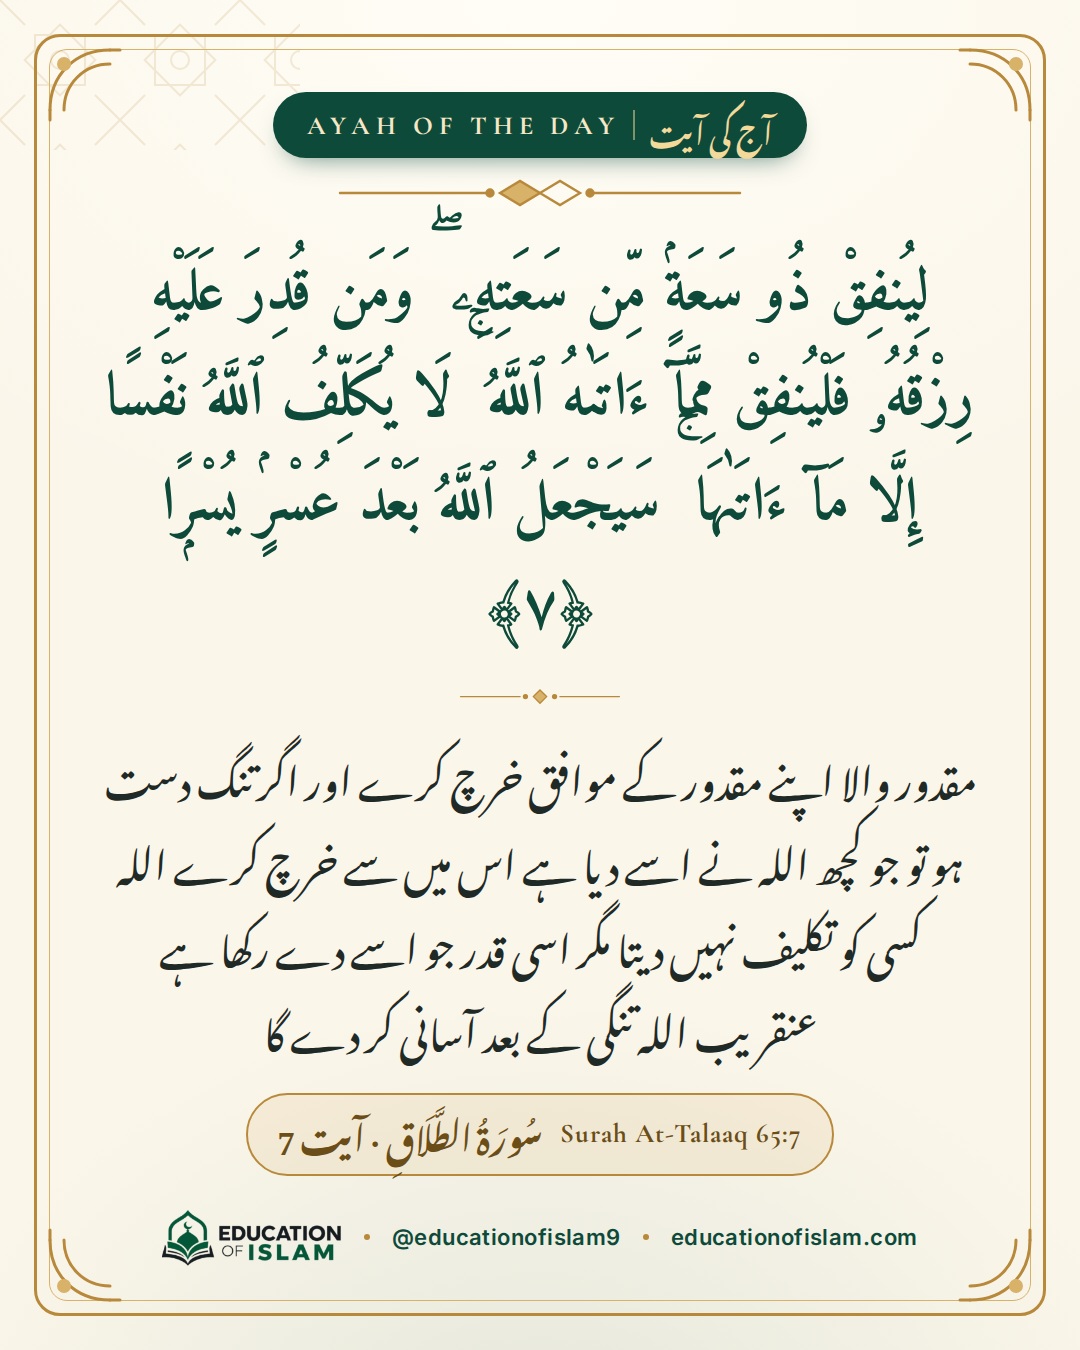 AYAH OF THE DAY | آج کی آیت
لِيُنفِقْ ذُو سَعَةٍۢ مِّن سَعَتِهِۦ ۖ وَمَن قُدِرَ عَلَيْهِ
رِزْقُهُۥ فَلْيُنفِقْ مِمَّآ ءَاتَىٰهُ ٱللَّهُ ۚ لَا يُكَلِّفُ ٱللَّهُ نَفْسًا
إِلَّا مَآ ءَاتَىٰهَا ۚ سَيَجْعَلُ ٱللَّهُ بَعْدَ عُسْرٍۢ يُسْرًۭا
﴿٧﴾
مقدور والا اپنے مقدور کے موافق خرچ کرے اور اگر تنگ دست
ہو تو جو کچھ اللہ نے اسے دیا ہے اس میں سے خرچ کرے اللہ
کسی کو تکلیف نہیں دیتا مگر اسی قدر جو اسے دے رکھا ہے
عنقریب اللہ تنگی کے بعد آسانی کر دے گا
سُورَةُ الطَّلَاقِ · آیت 7 Surah At-Talaaq 65:7
EDUCATION OF ISLAM • @educationofislam9 • educationofislam.com